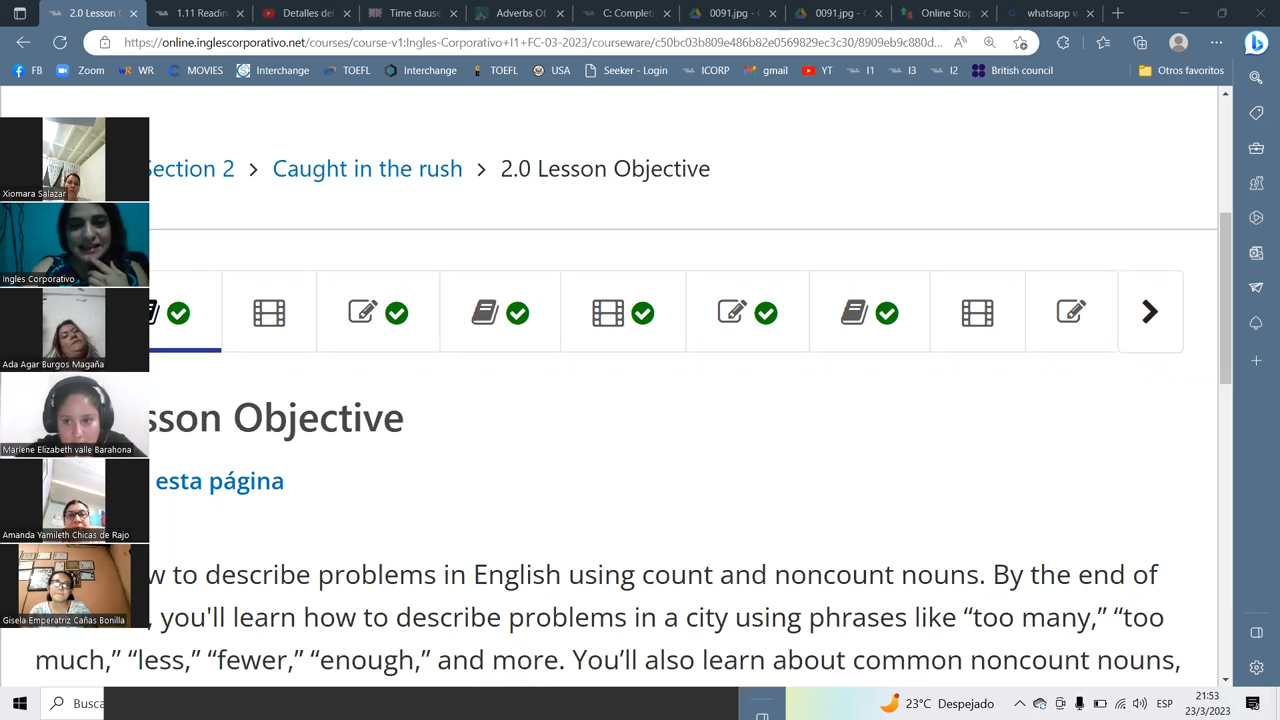 2.0 Lesson O
1.11 Readin
Detalles de
Time clause
Adverbs Of
C: Complet
0091.jpg - 
0091.jpg - 
Online Stop
whatsapp w
https://online.inglescorporativo.net/courses/course-v1:Ingles-Corporativo+I1+FC-03-2023/courseware/c50bc03b809e486b82e0569829ec3c30/8909eb9c880d...
FB Zoom WR MOVIES Interchange TOEFL Interchange TOEFL USA Seeker - Login ICORP gmail YT I1 I3 I2 British council Otros favoritos
Section 2 > Caught in the rush > 2.0 Lesson Objective
Xiomara Salazar
Ingles Corporativo
Ada Agar Burgos Magaña
Marlene Elizabeth valle Barahona
Amanda Yamileth Chicas de Rajo
Gisela Emperatriz Cañas Bonilla
sson Objective
esta página
w to describe problems in English using count and noncount nouns. By the end of
, you'll learn how to describe problems in a city using phrases like “too many,” “too
much,” “less,” “fewer,” “enough,” and more. You’ll also learn about common noncount nouns,
Busca
23°C Despejado
ESP
21:53
23/3/2023